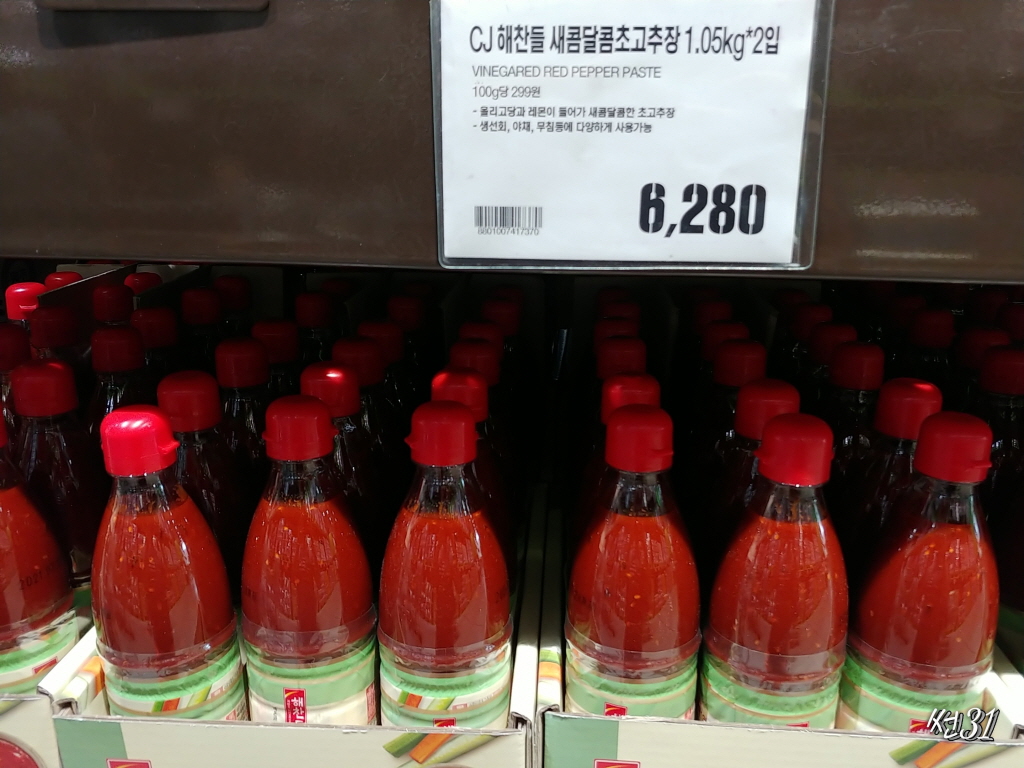 CJ 해찬들 새콤달콤초고추장 1.05kg*2입
VINEGARED RED PEPPER PASTE
100g당 299원
- 올리고당과 레몬이 들어가 새콤달콤한 초고추장
- 생선회, 야채, 무침등에 다양하게 사용가능
6,280
8801007417370
해찬